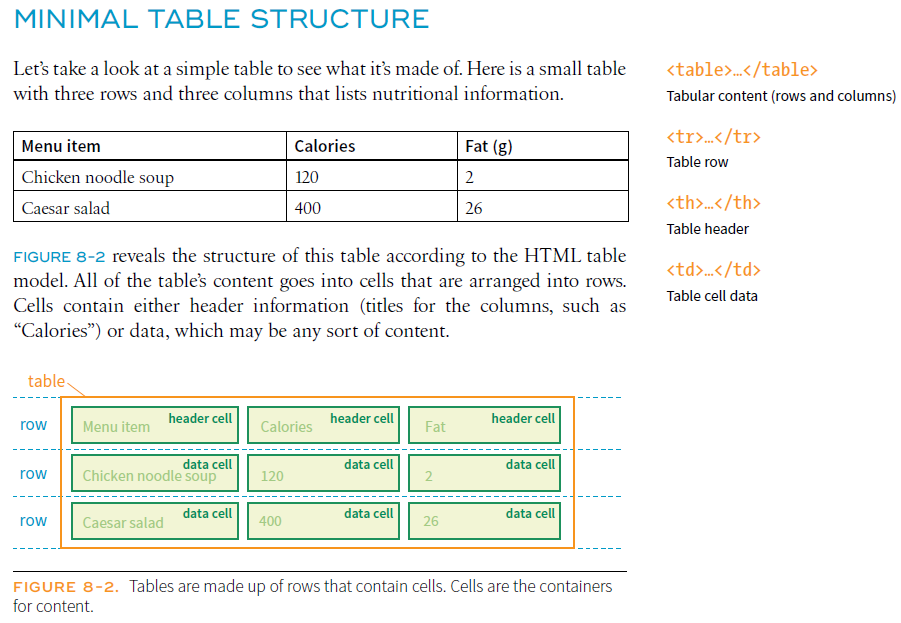 MINIMAL TABLE STRUCTURE
Let's take a look at a simple table to see what it's made of. Here is a small table
with three rows and three columns that lists nutritional information.
Menu item Calories Fat (g)
Chicken noodle soup 120 2
Caesar salad 400 26
FIGURE 8-2 reveals the structure of this table according to the HTML table
model. All of the table's content goes into cells that are arranged into rows.
Cells contain either header information (titles for the columns, such as
“Calories”) or data, which may be any sort of content.
table
row Menu item header cell Calories header cell Fat header cell
row Chicken noodle soup data cell 120 data cell 2 data cell
row Caesar salad data cell 400 data cell 26 data cell
FIGURE 8-2. Tables are made up of rows that contain cells. Cells are the containers
for content.
<table>…</table>
Tabular content (rows and columns)
<tr>…</tr>
Table row
<th>…</th>
Table header
<td>…</td>
Table cell data